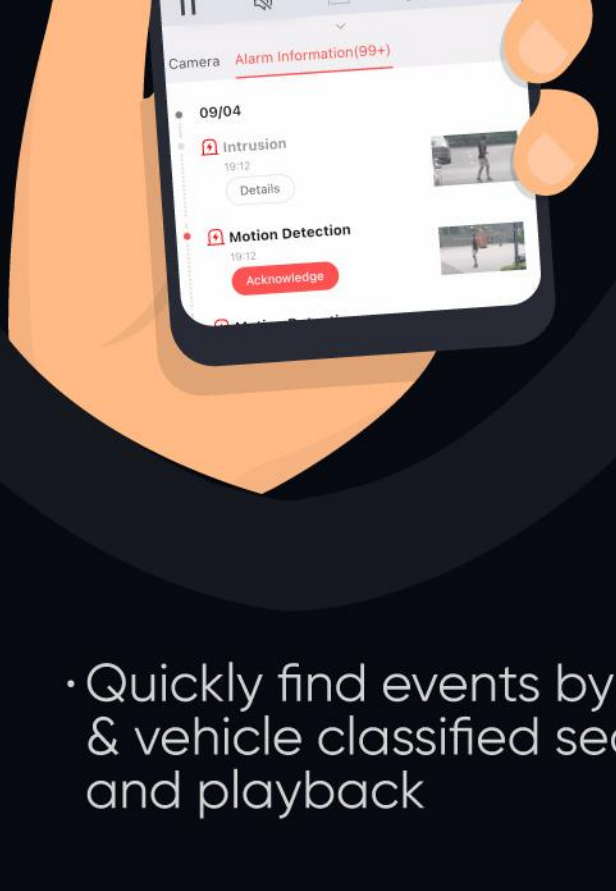 Camera Alarm Information(99+)
09/04
Intrusion
19:12
Details
Motion Detection
19:12
Acknowledge
· Quickly find events by
& vehicle classified
and playback